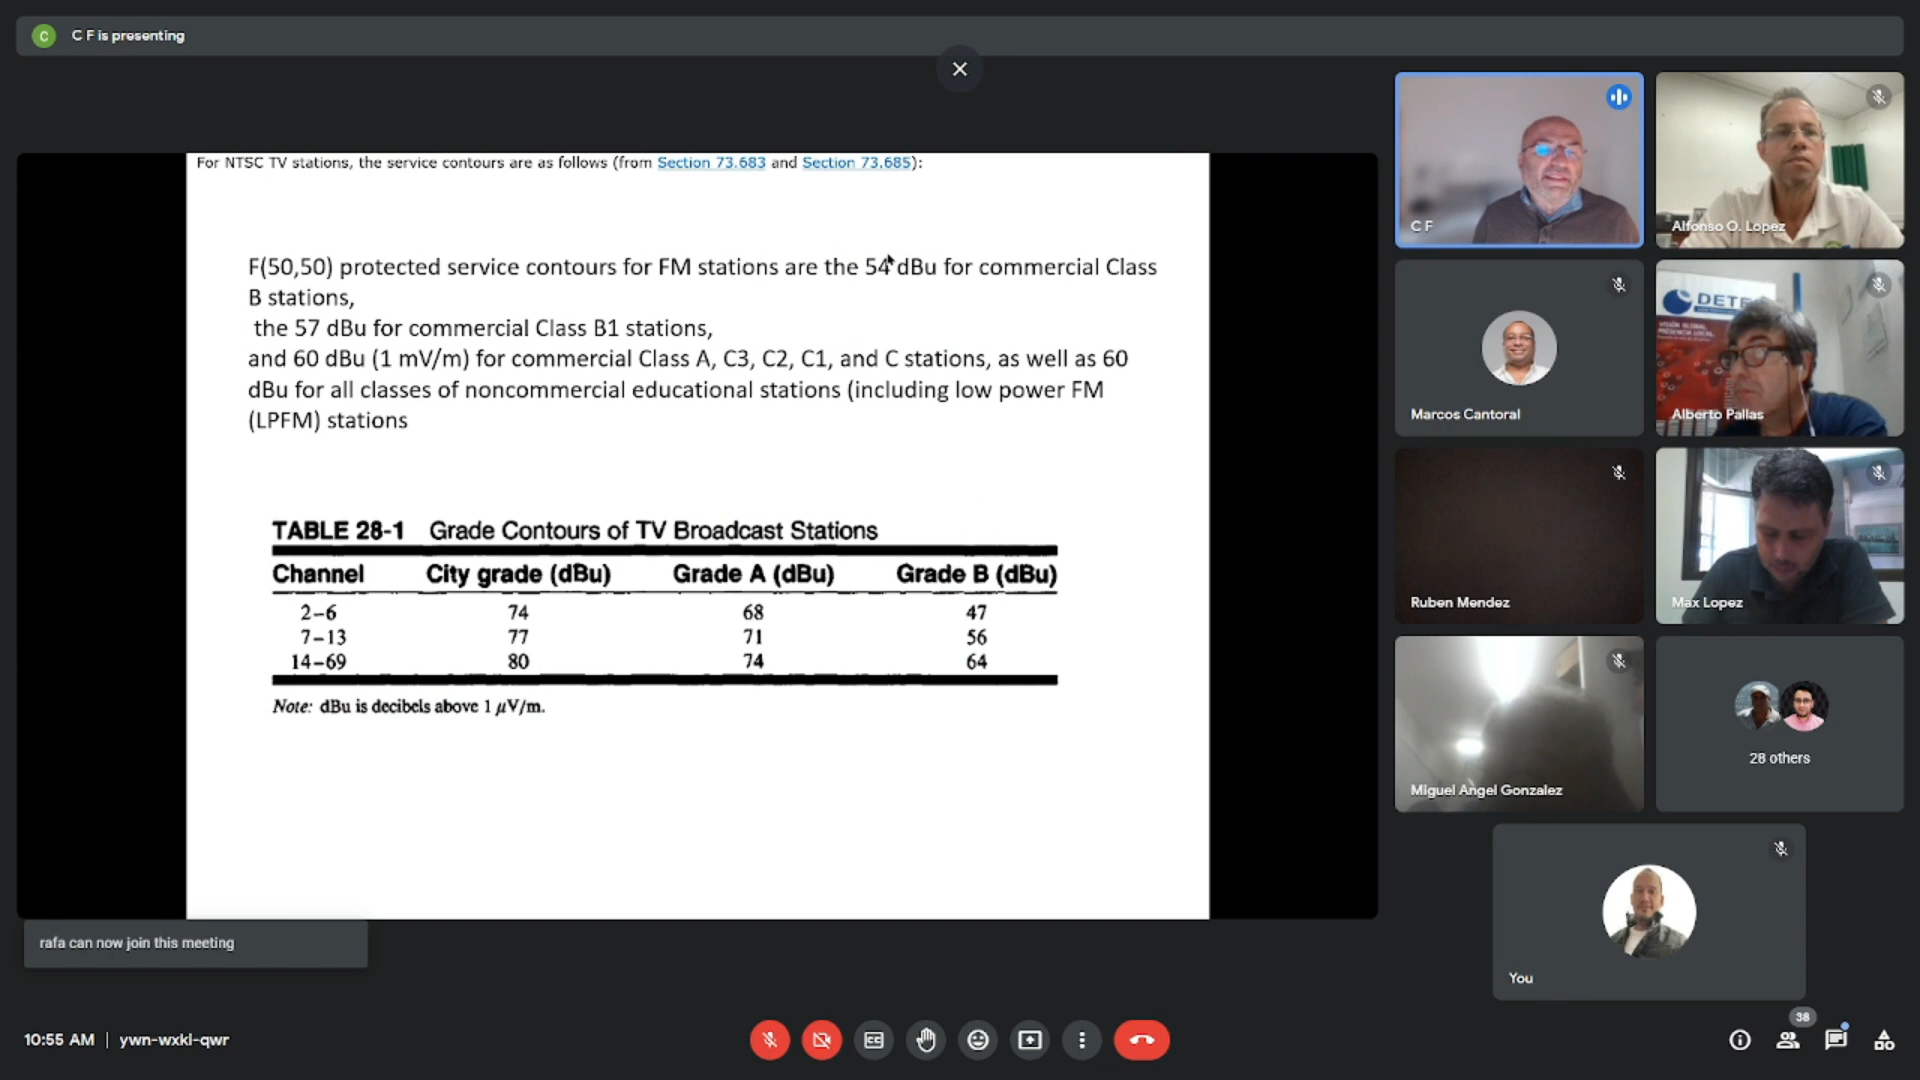 C
C F is presenting
For NTSC TV stations, the service contours are as follows (from Section 73.683 and Section 73.685):
F(50,50) protected service contours for FM stations are the 54 dBu for commercial Class
B stations,
the 57 dBu for commercial Class B1 stations,
and 60 dBu (1 mV/m) for commercial Class A, C3, C2, C1, and C stations, as well as 60
dBu for all classes of noncommercial educational stations (including low power FM
(LPFM) stations
TABLE 28-1 Grade Contours of TV Broadcast Stations
Channel City grade (dBu) Grade A (dBu) Grade B (dBu)
2–6 74 68 47
7–13 77 71 56
14–69 80 74 64
Note: dBu is decibels above 1 μV/m.
C F
Alfonso O. Lopez
Marcos Cantoral
DETE
VISIÓN GLOBAL
PRESENCIA LOCAL
Alberto Pallas
Ruben Mendez
Max Lopez
Miguel Angel Gonzalez
28 others
You
rafa can now join this meeting
10:55 AM | ywn-wxkl-qwr
CC
38